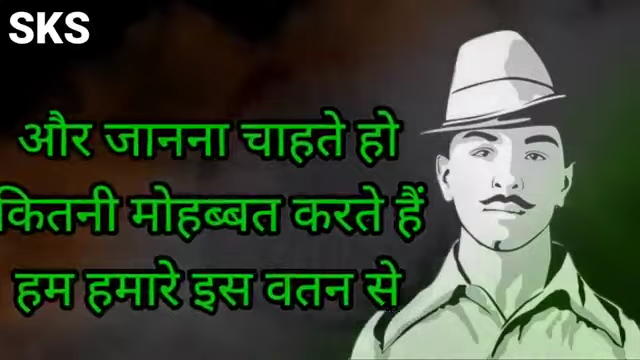 SKS
और जानना चाहते हो
कितनी मोहब्बत करते हैं
हम हमारे इस वतन से